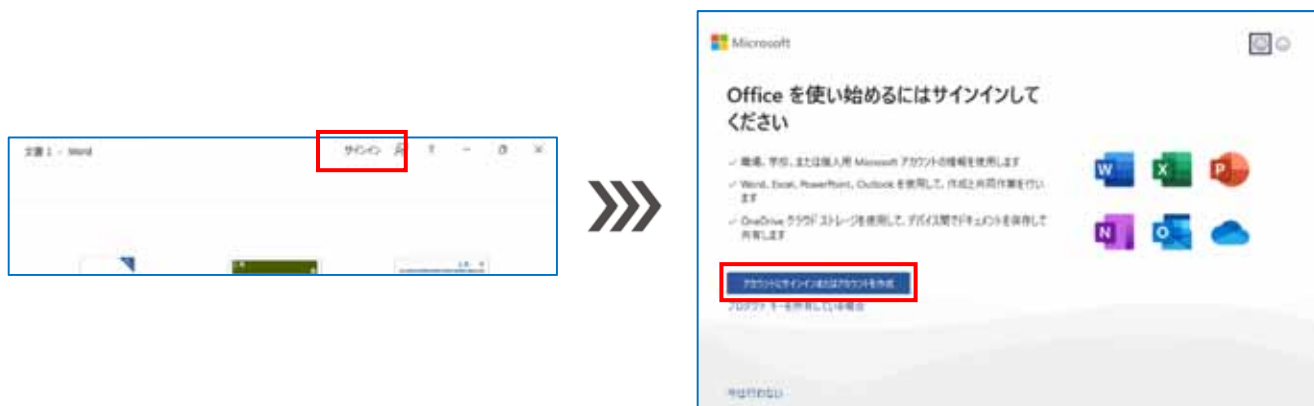 文書 1 - Word
サインイン
?
Microsoft
Office を使い始めるにはサインインして
ください
職場、学校、または個人用 Microsoft アカウントの情報を使用します
Word、Excel、PowerPoint、Outlook を使用して、作成と共同作業を行い
ます
OneDrive クラウド ストレージを使用して、デバイス間でドキュメントを保存して
共有します
W
X
P
N
O
アカウントにサインインまたはアカウントを作成
プロダクト キーを所有している場合
今は行わない